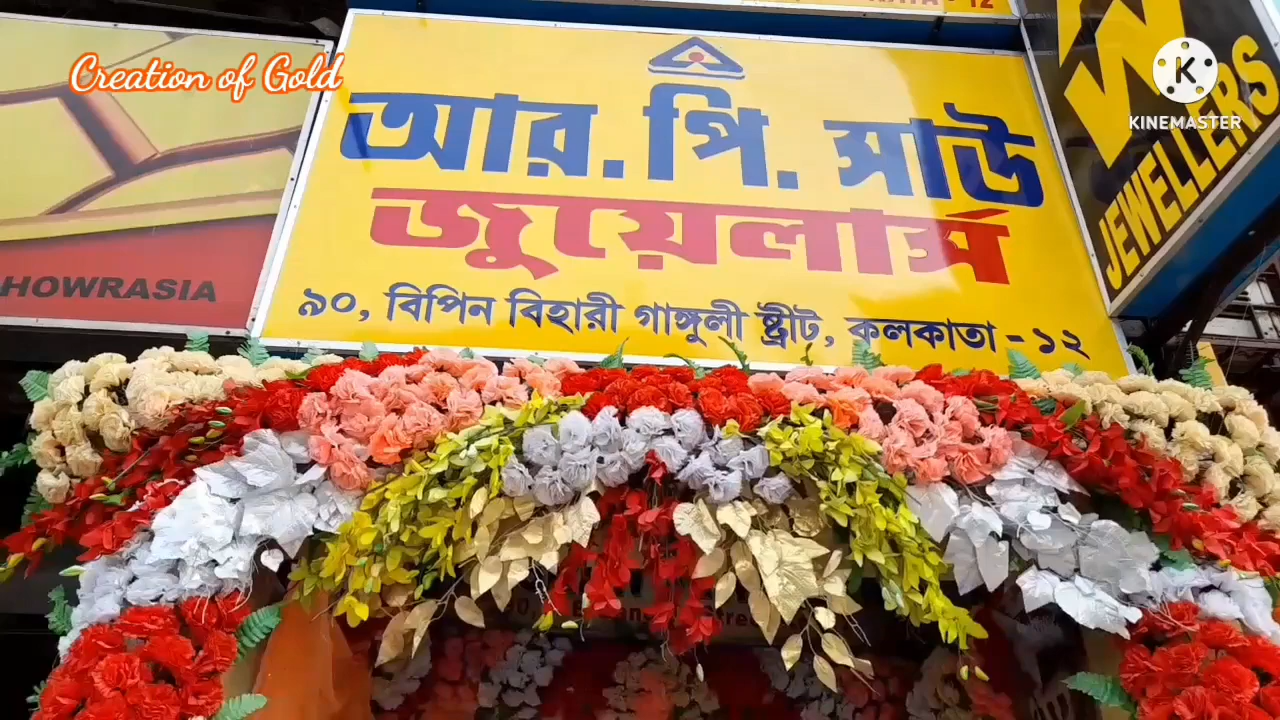 Creation of Gold
KINEMASTER
আর. পি. সাউ
জুয়েলার্স
৯০, বিপিন বিহারী গাঙ্গুলী ষ্ট্রীট, কলকাতা - ১২
HOWRASIA
JEWELLERS